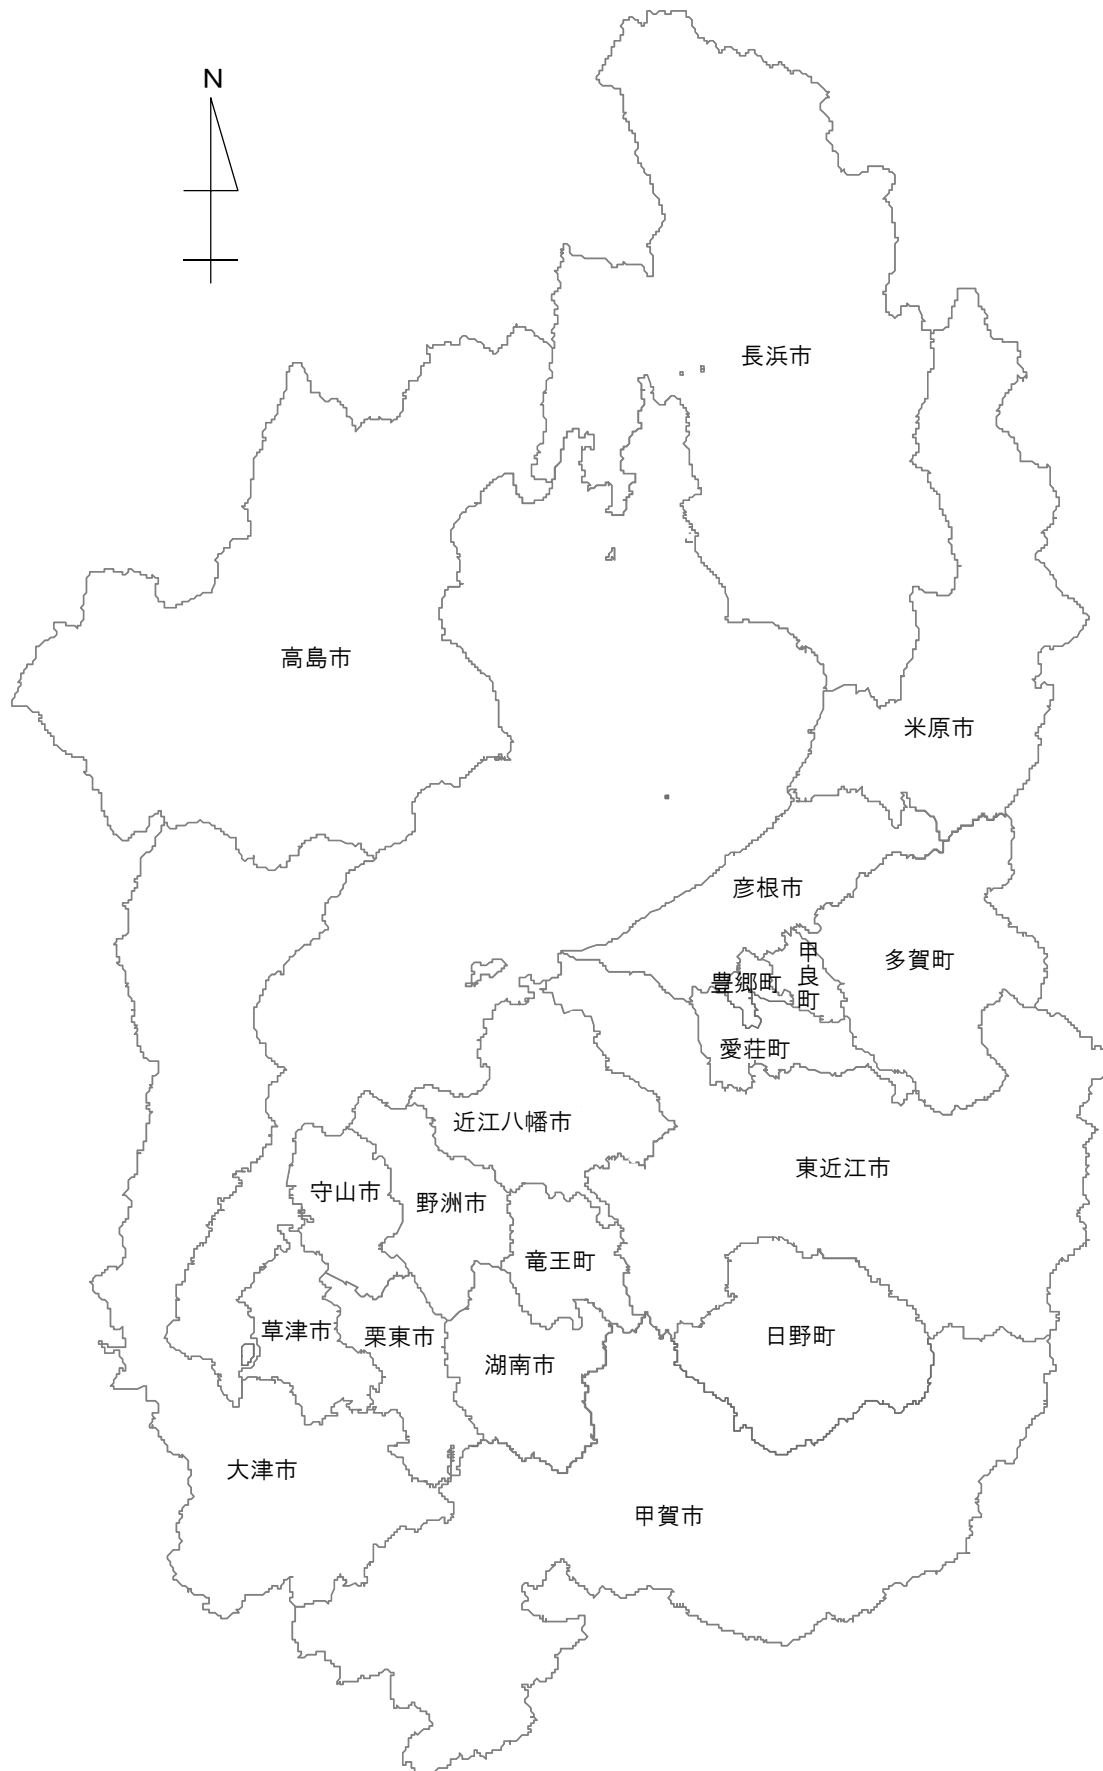 N
長浜市
高島市
米原市
彦根市
甲良町
多賀町
豊郷町
愛荘町
近江八幡市
東近江市
守山市
野洲市
竜王町
草津市
栗東市
日野町
湖南市
大津市
甲賀市